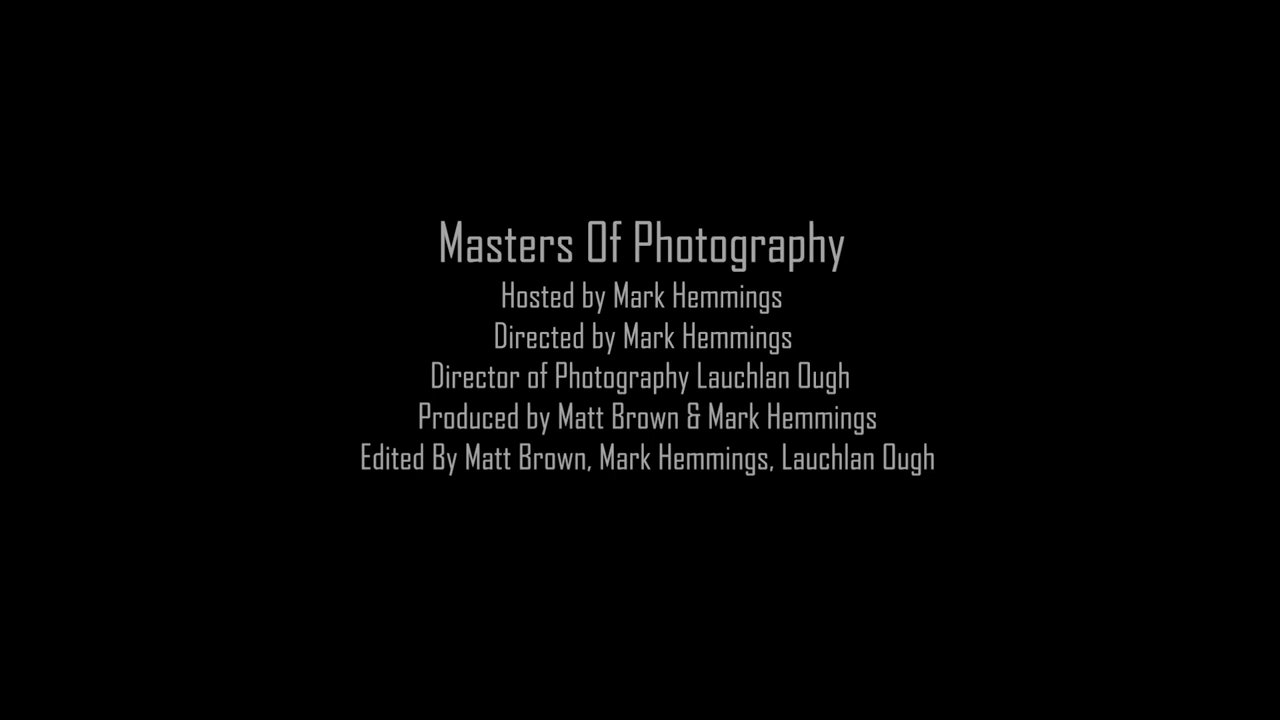 Masters Of Photography
Hosted by Mark Hemmings
Directed by Mark Hemmings
Director of Photography Lauchlan Ough
Produced by Matt Brown & Mark Hemmings
Edited By Matt Brown, Mark Hemmings, Lauchlan Ough